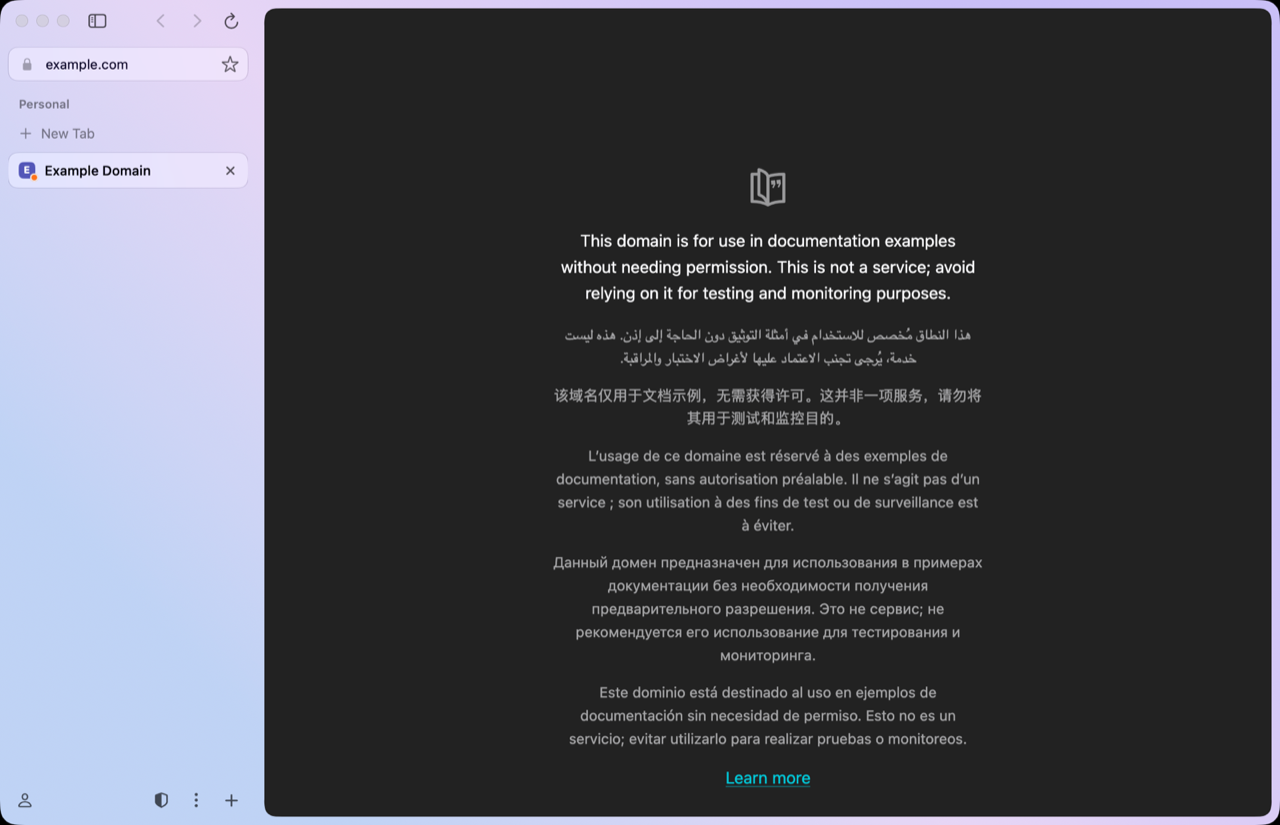 example.com
Personal
New Tab
E
Example Domain
This domain is for use in documentation examples
without needing permission. This is not a service; avoid
relying on it for testing and monitoring purposes.
هذا النطاق مُخصص للاستخدام في أمثلة التوثيق دون الحاجة إلى إذن. هذه ليست
خدمة، يُرجى تجنب الاعتماد عليها لأغراض الاختبار والمراقبة.
该域名仅用于文档示例，无需获得许可。这并非一项服务，请勿将
其用于测试和监控目的。
L’usage de ce domaine est réservé à des exemples de
documentation, sans autorisation préalable. Il ne s’agit pas d’un
service ; son utilisation à des fins de test ou de surveillance est
à éviter.
Данный домен предназначен для использования в примерах
документации без необходимости получения
предварительного разрешения. Это не сервис; не
рекомендуется его использование для тестирования и
мониторинга.
Este dominio está destinado al uso en ejemplos de
documentación sin necesidad de permiso. Esto no es un
servicio; evitar utilizarlo para realizar pruebas o monitoreos.
Learn more